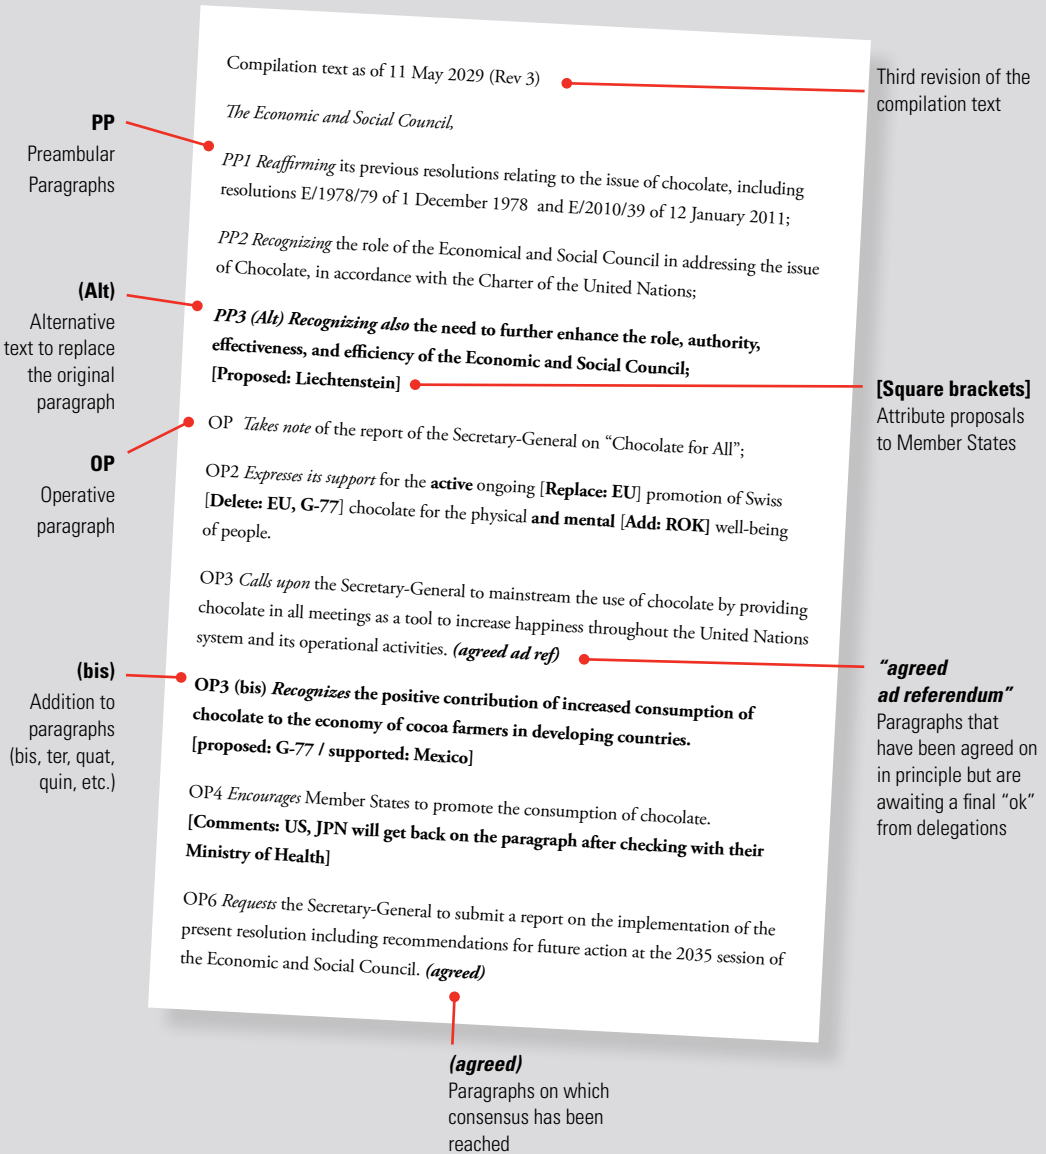 Compilation text as of 11 May 2029 (Rev 3)
Third revision of the
compilation text
The Economic and Social Council,
PP
Preambular
Paragraphs
PP1 Reaffirming its previous resolutions relating to the issue of chocolate, including
resolutions E/1978/79 of 1 December 1978 and E/2010/39 of 12 January 2011;
PP2 Recognizing the role of the Economical and Social Council in addressing the issue
of Chocolate, in accordance with the Charter of the United Nations;
(Alt)
Alternative
text to replace
the original
paragraph
PP3 (Alt) Recognizing also the need to further enhance the role, authority,
effectiveness, and efficiency of the Economic and Social Council;
[Proposed: Liechtenstein]
[Square brackets]
Attribute proposals
to Member States
OP
Operative
paragraph
OP Takes note of the report of the Secretary-General on “Chocolate for All”;
OP2 Expresses its support for the active ongoing [Replace: EU] promotion of Swiss
[Delete: EU, G-77] chocolate for the physical and mental [Add: ROK] well-being
of people.
OP3 Calls upon the Secretary-General to mainstream the use of chocolate by providing
chocolate in all meetings as a tool to increase happiness throughout the United Nations
system and its operational activities. (agreed ad ref)
“agreed
ad referendum”
Paragraphs that
have been agreed on
in principle but are
awaiting a final “ok”
from delegations
(bis)
Addition to
paragraphs
(bis, ter, quat,
quin, etc.)
OP3 (bis) Recognizes the positive contribution of increased consumption of
chocolate to the economy of cocoa farmers in developing countries.
[proposed: G-77 / supported: Mexico]
OP4 Encourages Member States to promote the consumption of chocolate.
[Comments: US, JPN will get back on the paragraph after checking with their
Ministry of Health]
OP6 Requests the Secretary-General to submit a report on the implementation of the
present resolution including recommendations for future action at the 2035 session of
the Economic and Social Council. (agreed)
(agreed)
Paragraphs on which
consensus has been
reached